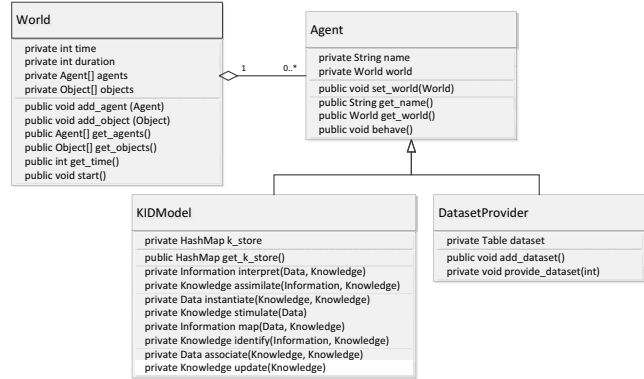 World
private int time
private int duration
private Agent[] agents
private Object[] objects
public void add_agent (Agent)
public void add_object (Object)
public Agent[] get_agents()
public Object[] get_objects()
public int get_time()
public void start()
1
0..*
Agent
private String name
private World world
public void set_world(World)
public String get_name()
public World get_world()
public void behave()
KIDModel
private HashMap k_store
public HashMap get_k_store()
private Information interpret(Data, Knowledge)
private Knowledge assimilate(Information, Knowledge)
private Data instantiate(Knowledge, Knowledge)
private Knowledge stimulate(Data)
private Information map(Data, Knowledge)
private Knowledge identify(Information, Knowledge)
private Data associate(Knowledge, Knowledge)
private Knowledge update(Knowledge)
DatasetProvider
private Table dataset
public void add_dataset()
private void provide_dataset(int)